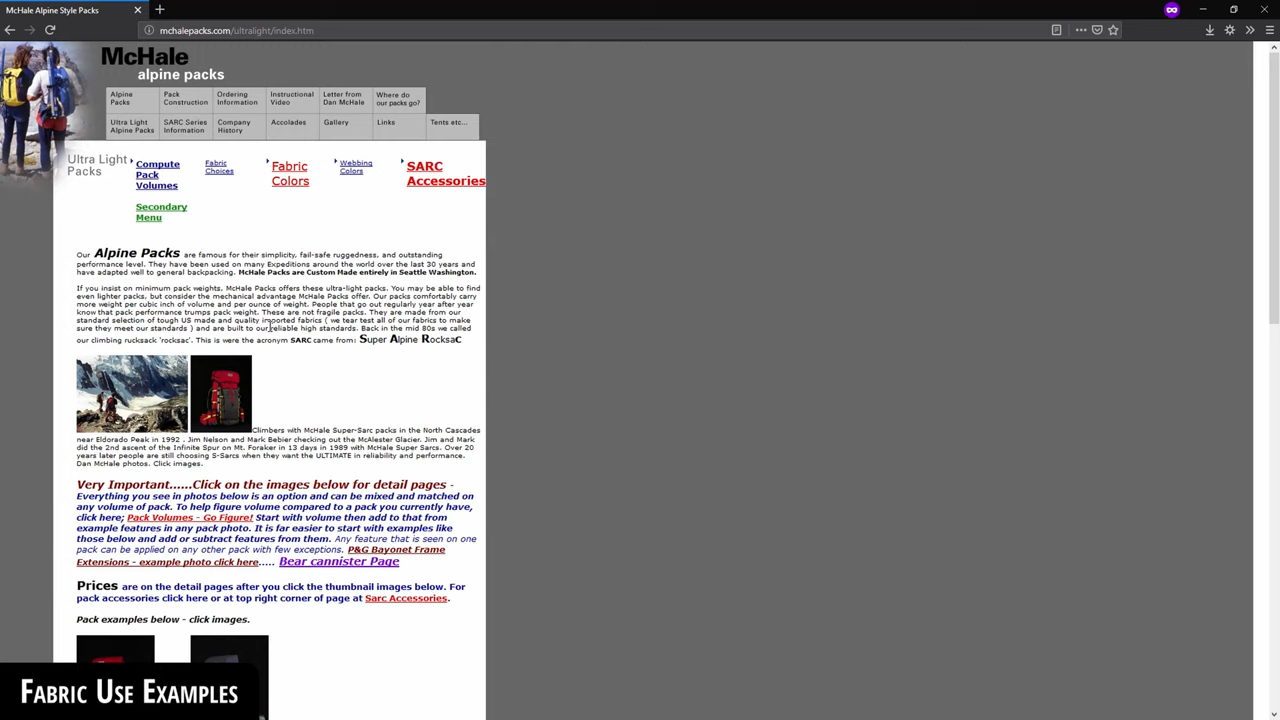 McHale Alpine Style Packs
mchalepacks.com/ultralight/index.htm
McHale
alpine packs
Alpine Packs
Pack Construction
Ordering Information
Instructional Video
Letter from Dan McHale
Where do our packs go?
Ultra Light Alpine Packs
SARC Series Information
Company History
Accolades
Gallery
Links
Tents etc...
Ultra Light Packs
Compute Pack Volumes
Fabric Choices
Fabric Colors
Webbing Colors
SARC Accessories
Secondary Menu
Our Alpine Packs are famous for their simplicity, fail-safe ruggedness, and outstanding
performance level. They have been used on many Expeditions around the world over the last 30 years and
have adapted well to general backpacking. McHale Packs are Custom Made entirely in Seattle Washington.
If you insist on minimum pack weights, McHale Packs offers these ultra-light packs. You may be able to find
even lighter packs, but consider the mechanical advantage McHale Packs offer. Our packs comfortably carry
more weight per cubic inch of volume and per ounce of weight. People that go out regularly year after year
know that pack performance trumps pack weight. These are not fragile packs. They are made from our
standard selection of tough US made and quality imported fabrics ( we tear test all of our fabrics to make
sure they meet our standards ) and are built to our reliable high standards. Back in the mid 80s we called
our climbing rucksack 'rocksac'. This is were the acronym SARC came from: Super Alpine RocksaC
Climbers with McHale Super-Sarc packs in the North Cascades
near Eldorado Peak in 1992 . Jim Nelson and Mark Bebier checking out the McAlester Glacier. Jim and Mark
did the 2nd ascent of the Infinite Spur on Mt. Foraker in 13 days in 1989 with McHale Super Sarcs. Over 20
years later people are still choosing S-Sarcs when they want the ULTIMATE in reliability and performance.
Dan McHale photos. Click images.
Very Important......Click on the images below for detail pages -
Everything you see in photos below is an option and can be mixed and matched on
any volume of pack. To help figure volume compared to a pack you currently have,
click here; Pack Volumes - Go Figure! Start with volume then add to that from
example features in any pack photo. It is far easier to start with examples like
those below and add or subtract features from them. Any feature that is seen on one
pack can be applied on any other pack with few exceptions. P&G Bayonet Frame
Extensions - example photo click here..... Bear cannister Page
Prices are on the detail pages after you click the thumbnail images below. For
pack accessories click here or at top right corner of page at Sarc Accessories.
Pack examples below - click images.
Fabric Use Examples